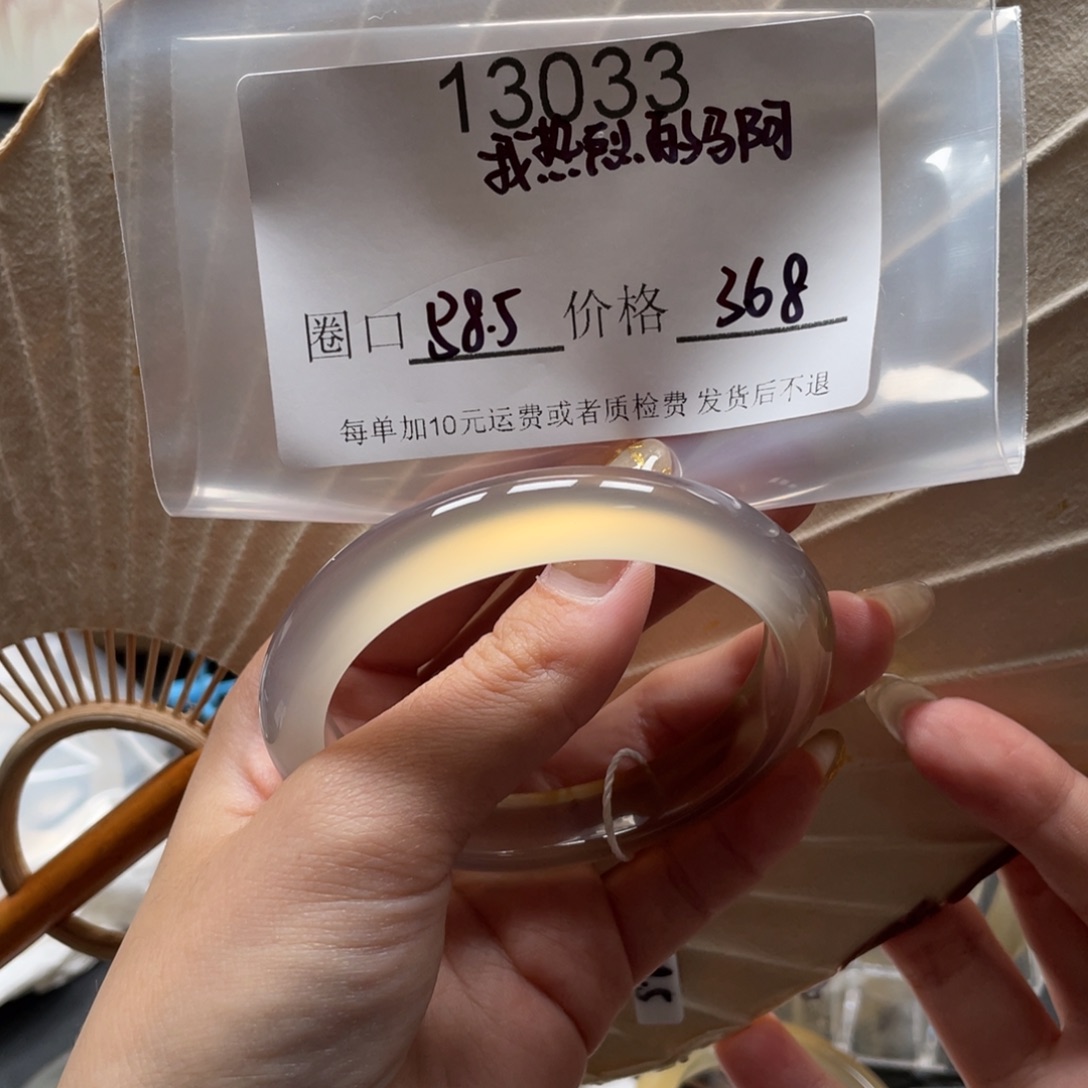 13033
我热烈的马阿
圈口 58.5 价格 368
每单加10元运费或者质检费 发货后不退